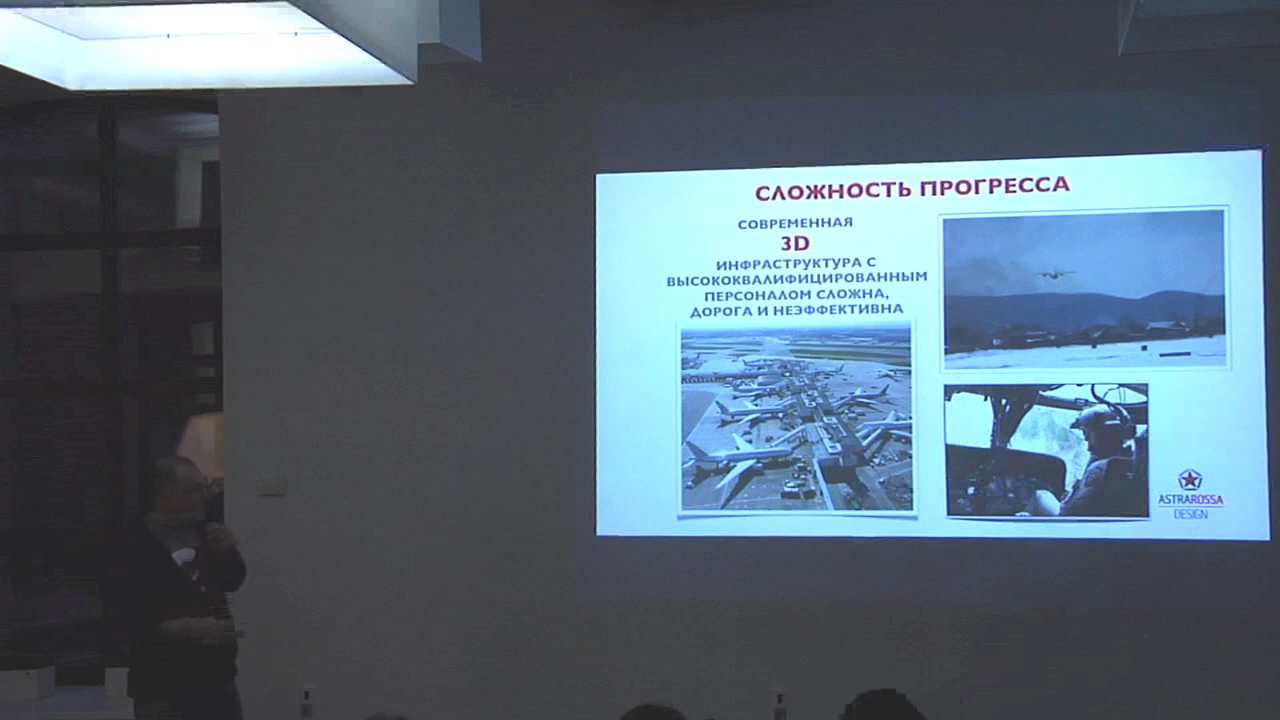 СЛОЖНОСТЬ ПРОГРЕССА
СОВРЕМЕННАЯ
3D
ИНФРАСТРУКТУРА С
ВЫСОКОКВАЛИФИЦИРОВАННЫМ
ПЕРСОНАЛОМ СЛОЖНА,
ДОРОГА И НЕЭФФЕКТИВНА
ASTRAROSSA
DESIGN